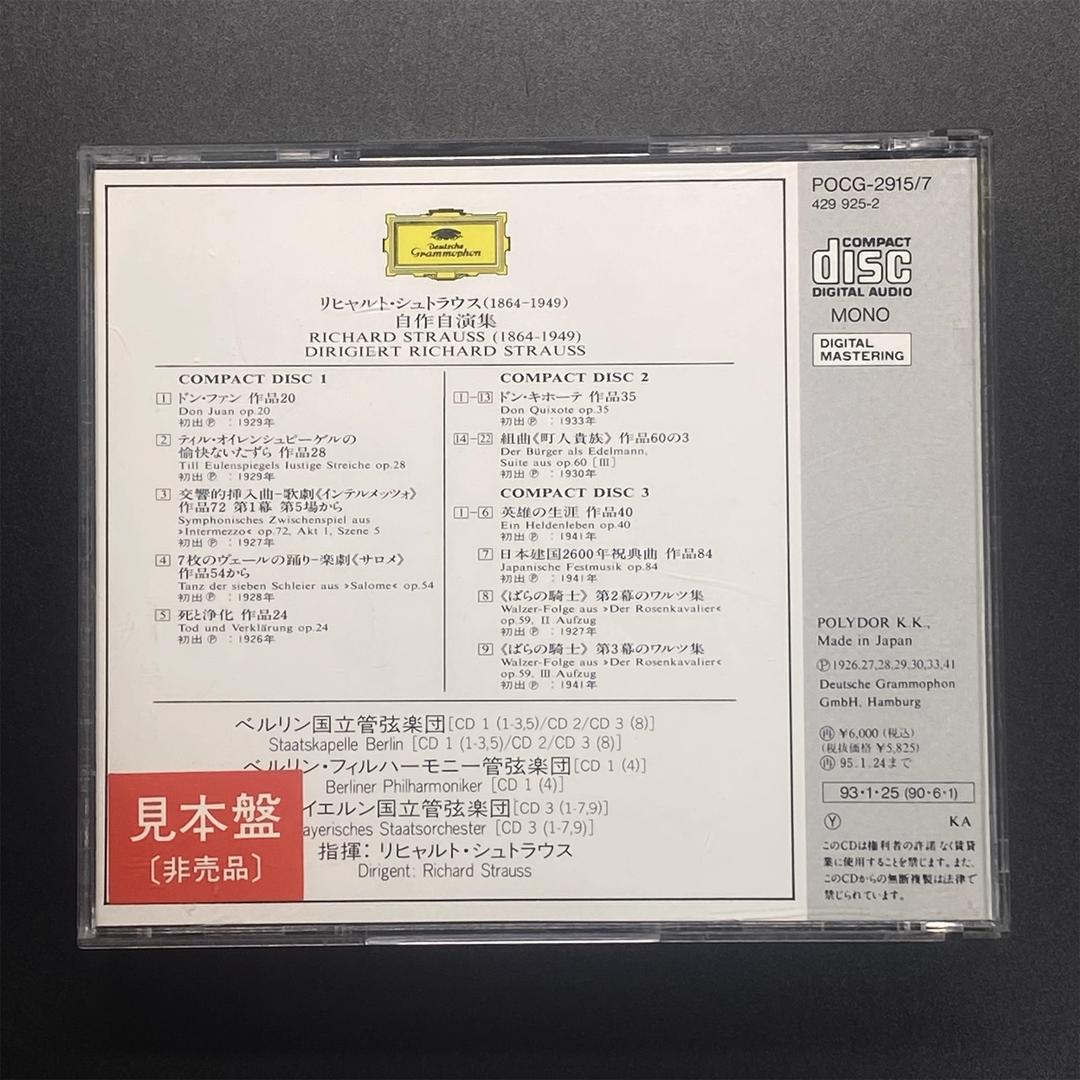 Deutsche
Grammophon
リヒャルト・シュトラウス(1864-1949)
自作自演集
RICHARD STRAUSS (1864-1949)
DIRIGIERT RICHARD STRAUSS
COMPACT DISC 1
1 ドン・ファン 作品20
Don Juan op.20
初出Ⓟ : 1929年
2 ティル・オイレンシュピーゲルの
愉快ないたずら 作品28
Till Eulenspiegels lustige Streiche op.28
初出Ⓟ : 1929年
3 交響的挿入曲-歌劇《インテルメッツォ》
作品72 第1幕 第5場から
Symphonisches Zwischenspiel aus
»Intermezzo« op.72, Akt 1, Szene 5
初出Ⓟ : 1927年
4 7枚のヴェールの踊り-楽劇《サロメ》
作品54から
Tanz der sieben Schleier aus »Salome« op.54
初出Ⓟ : 1928年
5 死と浄化 作品24
Tod und Verklärung op.24
初出Ⓟ : 1926年
COMPACT DISC 2
1-13 ドン・キホーテ 作品35
Don Quixote op.35
初出Ⓟ : 1933年
14-22 組曲《町人貴族》 作品60の3
Der Bürger als Edelmann,
Suite aus op.60 [III]
初出Ⓟ : 1930年
COMPACT DISC 3
1-6 英雄の生涯 作品40
Ein Heldenleben op.40
初出Ⓟ : 1941年
7 日本建国2600年祝典曲 作品84
Japanische Festmusik op.84
初出Ⓟ : 1941年
8 《ばらの騎士》 第2幕のワルツ集
Walzer-Folge aus »Der Rosenkavalier«
op.59, II Aufzug
初出Ⓟ : 1927年
9 《ばらの騎士》 第3幕のワルツ集
Walzer-Folge aus »Der Rosenkavalier«
op.59, III Aufzug
初出Ⓟ : 1941年
ベルリン国立管弦楽団[CD 1 (1-3,5)/CD 2/CD 3 (8)]
Staatskapelle Berlin [CD 1 (1-3,5)/CD 2/CD 3 (8)]
ベルリン・フィルハーモニー管弦楽団[CD 1 (4)]
Berliner Philharmoniker [CD 1 (4)]
イエルン国立管弦楽団[CD 3 (1-7,9)]
ayerisches Staatsorchester [CD 3 (1-7,9)]
指揮: リヒャルト・シュトラウス
Dirigent: Richard Strauss
見本盤
〔非売品〕
POCG-2915/7
429 925-2
COMPACT
disc
DIGITAL AUDIO
MONO
DIGITAL
MASTERING
POLYDOR K.K.,
Made in Japan
Ⓟ1926,27,28,29,30,33,41
Deutsche Grammophon
GmbH, Hamburg
㊐ ¥6,000 (税込)
(税抜価格 ¥5,825)
㊐ 95.1.24まで
93・1・25 (90・6・1)
Ⓨ KA
このCDは権利者の許諾なく賃貸
業に使用することを禁じます。また、
このCDからの無断複製は法律で
禁じられています。